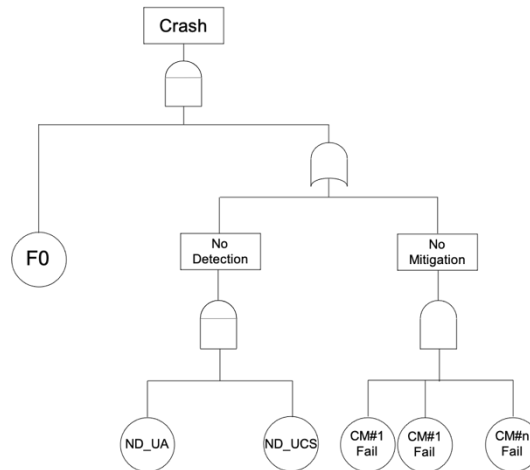 Crash
F0
No
Detection
No
Mitigation
ND_UA
ND_UCS
CM#1
Fail
CM#1
Fail
CM#n
Fail